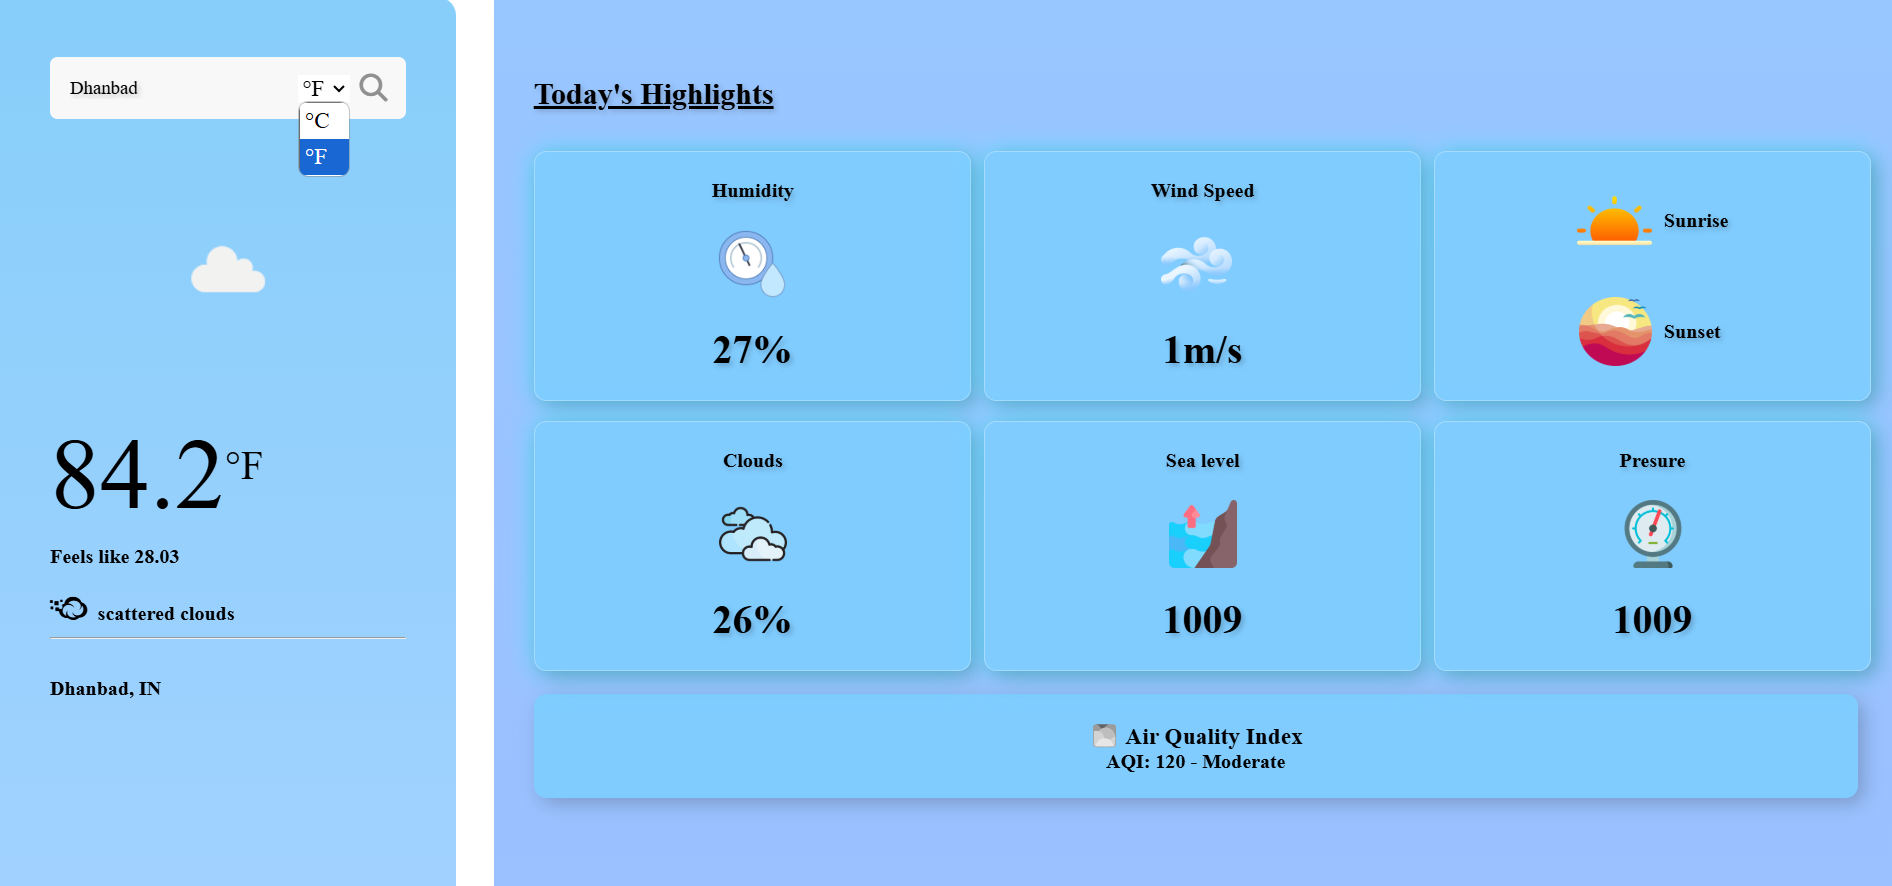 Dhanbad
°F
°C
°F
84.2°F
Feels like 28.03
scattered clouds
Dhanbad, IN
Today's Highlights
Humidity
27%
Wind Speed
1m/s
Sunrise
Sunset
Clouds
26%
Sea level
1009
Presure
1009
Air Quality Index
AQI: 120 - Moderate